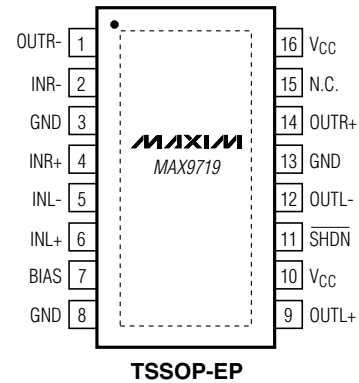 OUTR- 1
INR- 2
GND 3
INR+ 4
INL- 5
INL+ 6
BIAS 7
GND 8
MAXIM
MAX9719
16 VCC
15 N.C.
14 OUTR+
13 GND
12 OUTL-
11 SHDN
10 VCC
9 OUTL+
TSSOP-EP